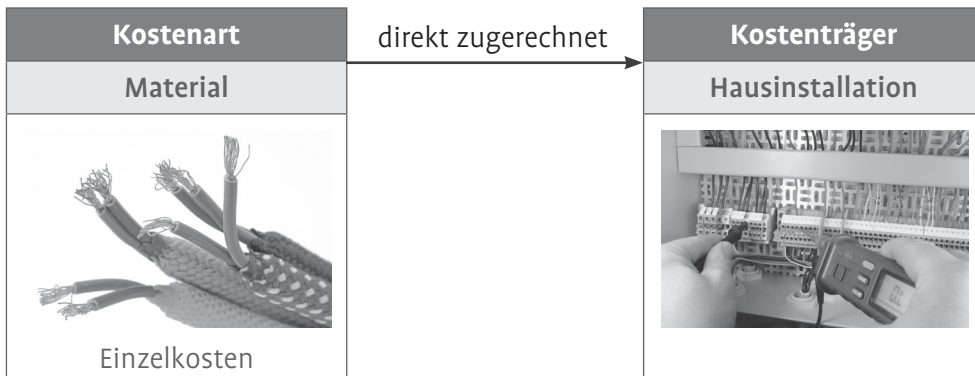 Kostenart
direkt zugerechnet
Kostenträger
Material
Hausinstallation
Einzelkosten